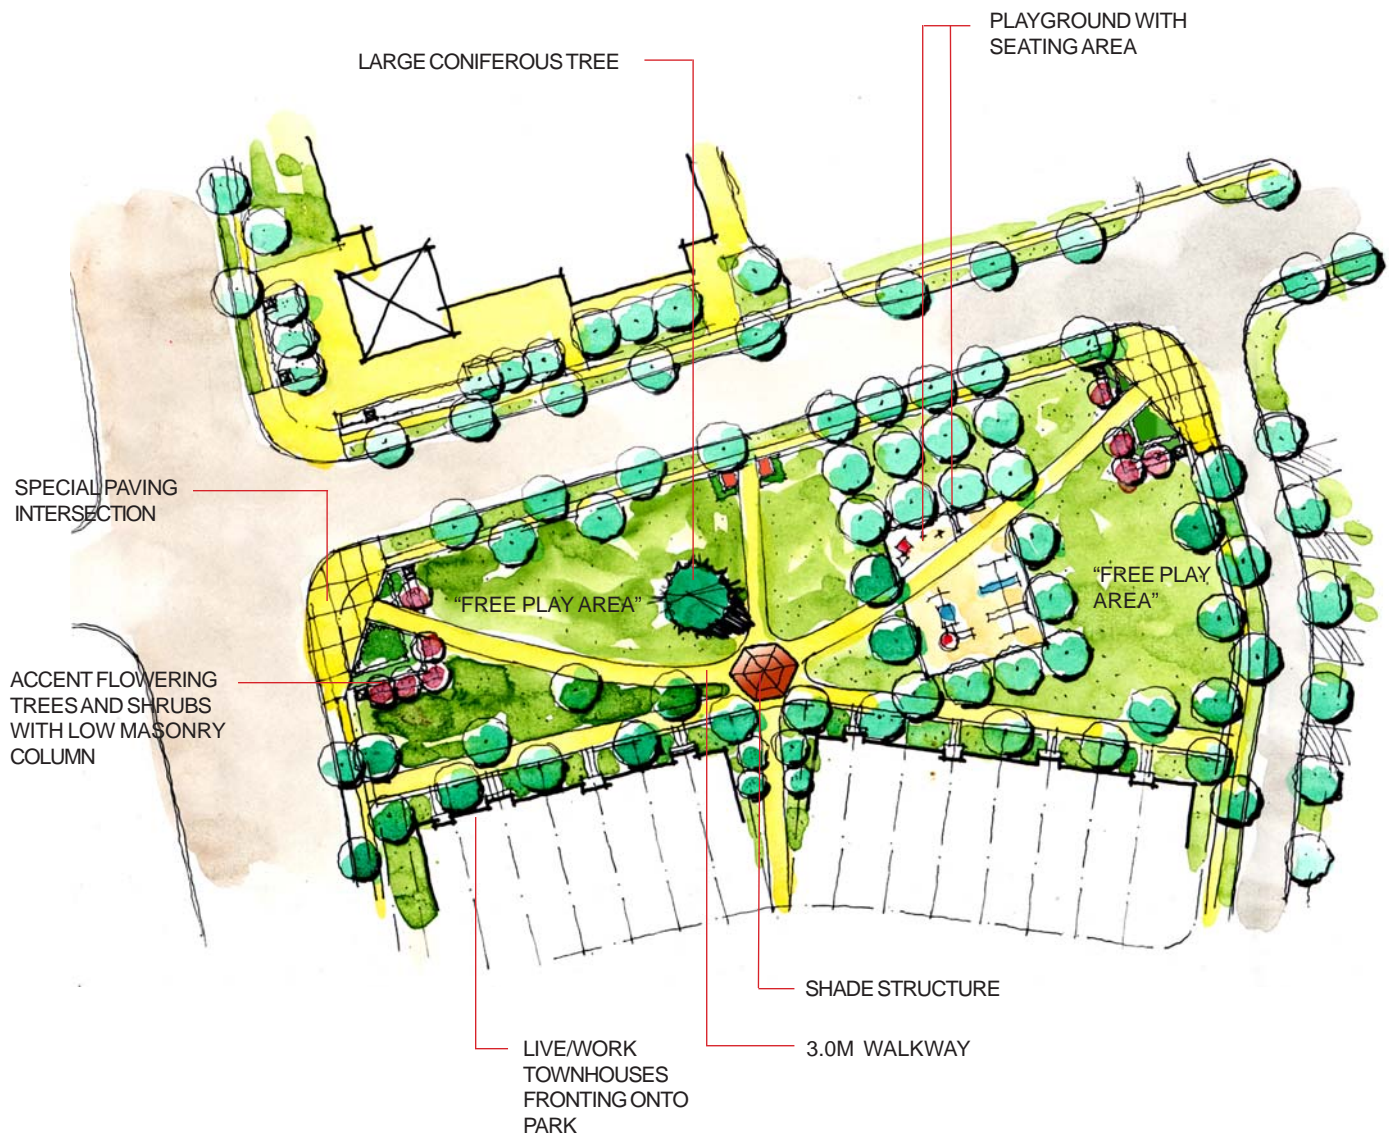 PLAYGROUND WITH
SEATING AREA
LARGE CONIFEROUS TREE
SPECIAL PAVING
INTERSECTION
"FREE PLAY AREA"
"FREE PLAY
AREA"
ACCENT FLOWERING
TREES AND SHRUBS
WITH LOW MASONRY
COLUMN
SHADE STRUCTURE
3.0M WALKWAY
LIVE/WORK
TOWNHOUSES
FRONTING ONTO
PARK